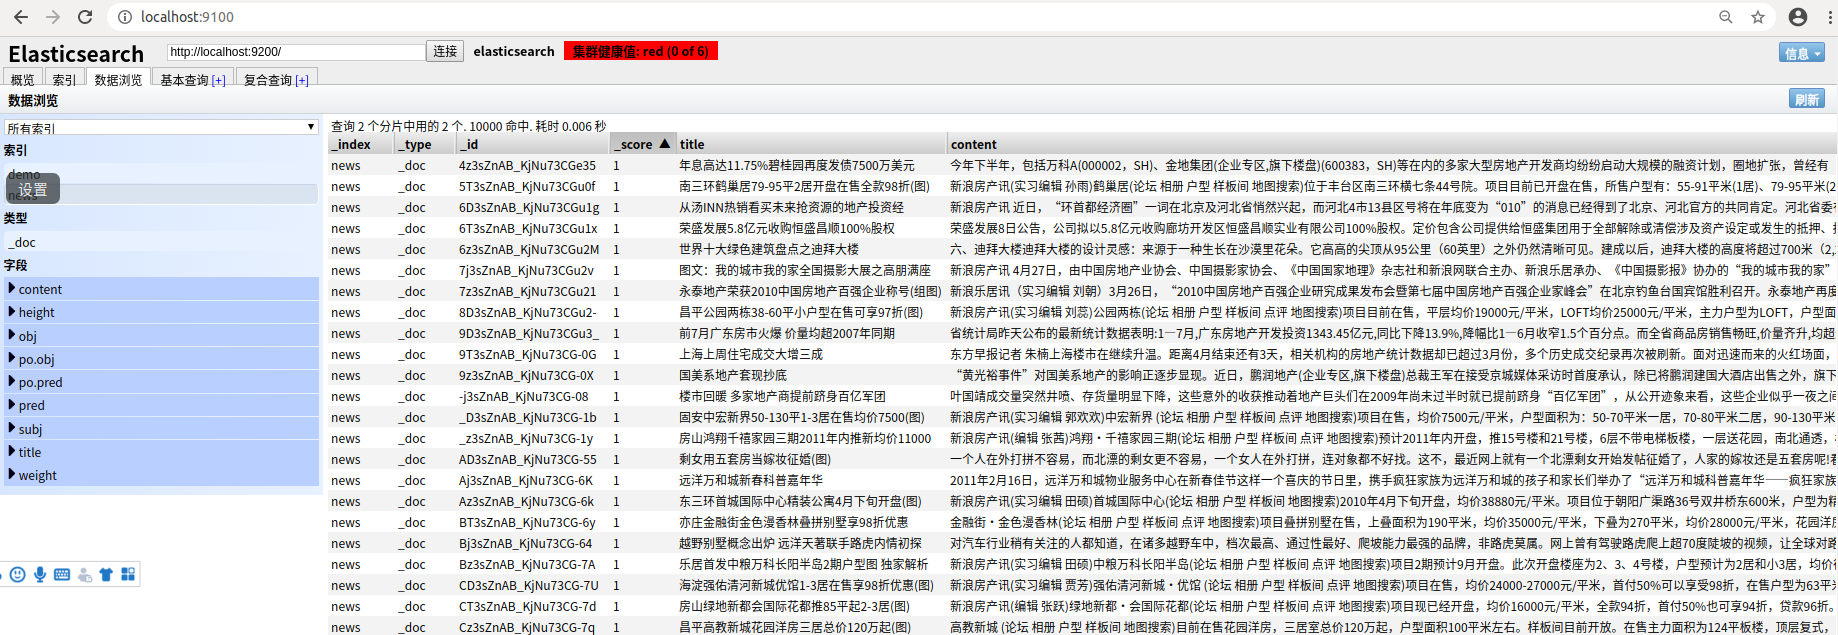 localhost:9100
Elasticsearch
http://localhost:9200/ 连接 elasticsearch 集群健康值: red (0 of 6) 信息
概览 索引 数据浏览 基本查询 [+] 复合查询 [+]
数据浏览 刷新
所有索引
索引
demo
设置
类型
_doc
字段
content
height
obj
po.obj
po.pred
pred
subj
title
weight
查询 2 个分片中用的 2 个. 10000 命中. 耗时 0.006 秒
_index _type _id _score ▲ title content
news _doc 4z3sZnAB_KjNu73CGe35 1 年息高达11.75%碧桂园再度发债7500万美元 今年下半年，包括万科A(000002，SH)、金地集团(企业专区,旗下楼盘)(600383，SH)等在内的多家大型房地产开发商均纷纷启动大规模的融资计划，圈地扩张，曾经有
news _doc 5T3sZnAB_KjNu73CGu0f 1 南三环鹤巢居79-95平2居开盘在售全款98折(图) 新浪房产讯(实习编辑 孙雨)鹤巢居(论坛 相册 户型 样板间 地图搜索)位于丰台区南三环横七条44号院。项目目前已开盘在售，所售户型有：55-91平米(1居)、79-95平米(2
news _doc 6D3sZnAB_KjNu73CGu1g 1 从汤INN热销看买未来抢资源的地产投资经 新浪房产讯 近日，“环首都经济圈”一词在北京及河北省悄然兴起，而河北4市13县区号将在年底变为“010”的消息已经得到了北京、河北官方的共同肯定。河北省委
news _doc 6T3sZnAB_KjNu73CGu1x 1 荣盛发展5.8亿元收购恒盛昌顺100%股权 荣盛发展8日公告，公司拟以5.8亿元收购廊坊开发区恒盛昌顺实业有限公司100%股权。定价包含公司提供给恒盛集团用于全部解除或清偿涉及资产设定或发生的抵押、
news _doc 6z3sZnAB_KjNu73CGu2M 1 世界十大绿色建筑盘点之迪拜大楼 六、迪拜大楼迪拜大楼的设计灵感：来源于一种生长在沙漠里花朵。它高高的尖顶从95公里（60英里）之外仍然清晰可见。建成以后，迪拜大楼的高度将超过700米（2,
news _doc 7j3sZnAB_KjNu73CGu2v 1 图文：我的城市我的家全国摄影大展之高朋满座 新浪房产讯 4月27日，由中国房地产业协会、中国摄影家协会、《中国国家地理》杂志社和新浪网联合主办、新浪乐居承办、《中国摄影报》协办的“我的城市我的家”
news _doc 7z3sZnAB_KjNu73CGu21 1 永泰地产荣获2010中国房地产百强企业称号(组图) 新浪乐居讯（实习编辑 刘朝）3月26日，“2010中国房地产百强企业研究成果发布会暨第七届中国房地产百强企业家峰会”在北京钓鱼台国宾馆胜利召开。永泰地产再度
news _doc 8D3sZnAB_KjNu73CGu2- 1 昌平公园两栋38-60平小户型在售可享97折(图) 新浪房产讯(实习编辑 刘蕊)公园两栋(论坛 相册 户型 样板间 点评 地图搜索)项目目前在售，平层均价19000元/平米，LOFT均价25000元/平米，主力户型为LOFT，户型面
news _doc 9D3sZnAB_KjNu73CGu3_ 1 前7月广东房市火爆 价量均超2007年同期 省统计局昨天公布的最新统计数据表明:1—7月,广东房地产开发投资1343.45亿元,同比下降13.9%,降幅比1—6月收窄1.5个百分点。而全省商品房销售畅旺,价量齐升,均超
news _doc 9T3sZnAB_KjNu73CG-0G 1 上海上周住宅成交大增三成 东方早报记者 朱楠上海楼市在继续升温。距离4月结束还有3天，相关机构的房地产统计数据却已超过3月份，多个历史成交纪录再次被刷新。面对迅速而来的火红场面，
news _doc 9z3sZnAB_KjNu73CG-0X 1 国美系地产套现抄底 “黄光裕事件”对国美系地产的影响正逐步显现。近日，鹏润地产(企业专区,旗下楼盘)总裁王军在接受京城媒体采访时首度承认，除已将鹏润建国大酒店出售之外，旗下
news _doc -j3sZnAB_KjNu73CG-08 1 楼市回暖 多家地产商提前跻身百亿军团 叶国靖成交量突然井喷、存货量明显下降，这些意外的收获推动着地产巨头们在2009年尚未过半时就已提前跻身“百亿军团”，从公开迹象来看，这些企业似乎一夜之间
news _doc _D3sZnAB_KjNu73CG-1b 1 固安中宏新界50-130平1-3居在售均价7500(图) 新浪房产讯(实习编辑 郭欢欢)中宏新界 (论坛 相册 户型 样板间 点评 地图搜索)项目在售，均价7500元/平米，户型面积为：50-70平米一居，70-80平米二居，90-130平米
news _doc _z3sZnAB_KjNu73CG-1y 1 房山鸿翔千禧家园三期2011年内推新均价11000 新浪房产讯(编辑 张茜)鸿翔・千禧家园三期(论坛 相册 户型 样板间 点评 地图搜索)预计2011年内开盘，推15号楼和21号楼，6层不带电梯板楼，一层送花园，南北通透，
news _doc AD3sZnAB_KjNu73CG-55 1 剩女用五套房当嫁妆征婚(图) 一个人在外打拼不容易，而北漂的剩女更不容易，一个女人在外打拼，连对象都不好找。这不，最近网上就有一个北漂剩女开始发帖征婚了，人家的嫁妆还是五套房呢!
news _doc Aj3sZnAB_KjNu73CG-6K 1 远洋万和城新春科普嘉年华 2011年2月16日，远洋万和城物业服务中心在新春佳节这样一个喜庆的节日里，携手疯狂家族为远洋万和城的孩子和家长们举办了“远洋万和城科普嘉年华——疯狂家族
news _doc Az3sZnAB_KjNu73CG-6k 1 东三环首城国际中心精装公寓4月下旬开盘(图) 新浪房产讯(实习编辑 田硕)首城国际中心(论坛 相册 户型 样板间 点评 地图搜索)2010年4月下旬开盘，均价38880元/平米。项目位于朝阳广渠路36号双井桥东600米，户型为精
news _doc BT3sZnAB_KjNu73CG-6y 1 亦庄金融街金色漫香林叠拼别墅享98折优惠 金融街・金色漫香林(论坛 相册 户型 样板间 点评 地图搜索)项目叠拼别墅在售，上叠面积为190平米，均价35000元/平米，下叠为270平米，均价28000元/平米，花园洋房
news _doc Bj3sZnAB_KjNu73CG-64 1 越野别墅概念出炉 远洋天著联手路虎内情初探 对汽车行业稍有关注的人都知道，在诸多越野车中，档次最高、通过性最好、爬坡能力最强的品牌，非路虎莫属。网上曾有驾驶路虎爬上超70度陡坡的视频，让全球对路
news _doc Bz3sZnAB_KjNu73CG-7A 1 乐居首发中粮万科长阳半岛2期户型图 独家解析 新浪房产讯(实习编辑 田硕)中粮万科长阳半岛(论坛 相册 户型 样板间 点评 地图搜索)项目2期预计9月开盘。此次开盘楼座为2、3、4号楼，户型预计为2居和小3居，均价
news _doc CD3sZnAB_KjNu73CG-7U 1 海淀强佑清河新城优馆1-3居在售享98折优惠(图) 新浪房产讯(实习编辑 贾芳)强佑清河新城・优馆 (论坛 相册 户型 样板间 点评 地图搜索)项目在售，均价24000-27000元/平米，首付50%可以享受98折，在售户型为63平米
news _doc CT3sZnAB_KjNu73CG-7d 1 房山绿地新都会国际花都推85平起2-3居(图) 新浪房产讯(编辑 张跃)绿地新都・会国际花都(论坛 相册 户型 样板间 点评 地图搜索)项目现已经开盘，均价16000元/平米，全款94折，首付50%也可享94折，贷款96折。
news _doc Cz3sZnAB_KjNu73CG-7q 1 昌平高教新城花园洋房三居总价120万起(图) 高教新城 (论坛 相册 户型 样板间 点评 地图搜索)目前在售花园洋房，三居室总价120万起，户型面积100平米左右。样板间目前开放。在售主力面积为124平板楼，顶层复式，